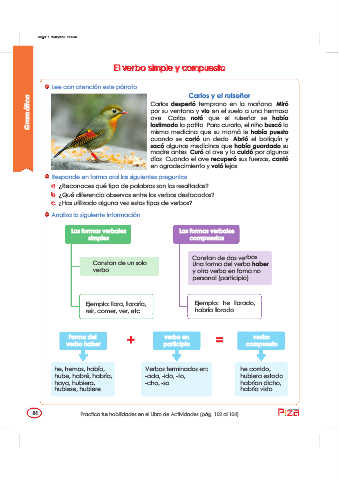 El verbo simple y compuesto
Gramática
Lee con atención este párrafo
Carlos y el ruiseñor
Carlos despertó temprano en la mañana. Miró
por su ventana y vio en el suelo a una hermosa
ave. Carlos notó que el ruiseñor se había
lastimado la patita. Para curarlo, el niño buscó la
misma medicina que su mamá le había puesto
cuando se cortó un dedo. Abrió el botiquín y
sacó algunas medicinas que había guardado su
madre antes. Curó al ave y la cuidó por algunos
días. Cuando el ave recuperó sus fuerzas, cantó
en agradecimiento y voló lejos.
Responde en forma oral las siguientes preguntas
a) ¿Reconoces qué tipo de palabras son las resaltadas?
b) ¿Qué diferencia observas entre los verbos destacados?
c) ¿Has utilizado alguna vez estos tipos de verbos?
Analiza la siguiente información
Las formas verbales
simples
Las formas verbales
compuestas
Constan de un solo
verbo
Constan de dos verbos
Una forma del verbo haber
y otro verbo en forma no
personal (participio)
Ejemplo: llora, lloraría,
reír, comer, ver, etc
Ejemplo: he llorado,
habría llorado
forma del
verbo haber
+
verbo en
participio
=
verbo
compuesto
he, hemos, había,
hube, habré, habría,
haya, hubiera,
hubiese, hubiere
Verbos terminados en:
-ado, -ido, -to,
-cho, -so
he corrido,
hubiera estado
habrían dicho,
habría visto
Practica tus habilidades en el Libro de Actividades (pág. 102 al 104)